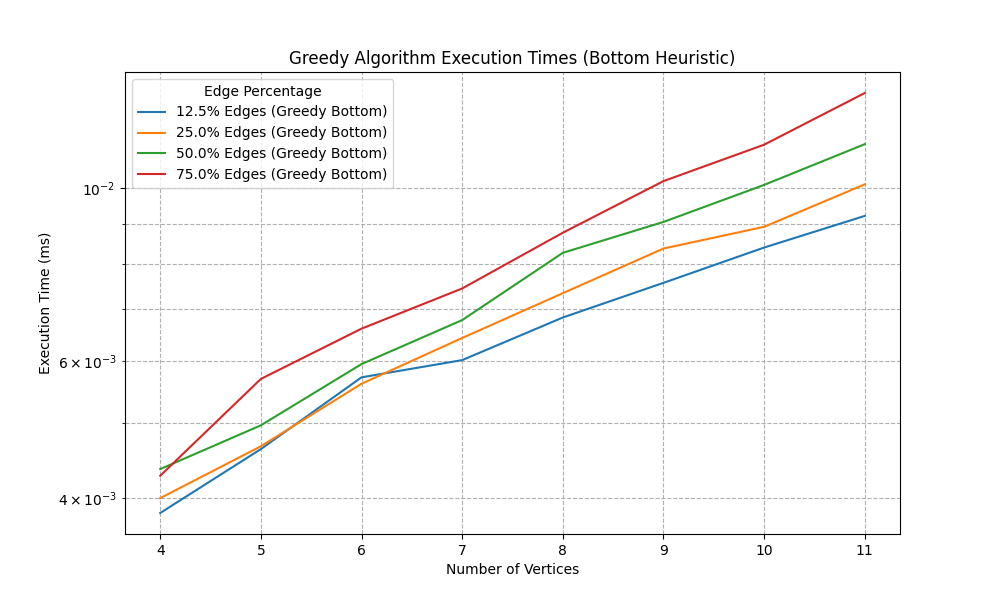 Greedy Algorithm Execution Times (Bottom Heuristic)
Edge Percentage
12.5% Edges (Greedy Bottom)
25.0% Edges (Greedy Bottom)
50.0% Edges (Greedy Bottom)
75.0% Edges (Greedy Bottom)
10⁻²
6 × 10⁻³
4 × 10⁻³
Execution Time (ms)
4 5 6 7 8 9 10 11
Number of Vertices